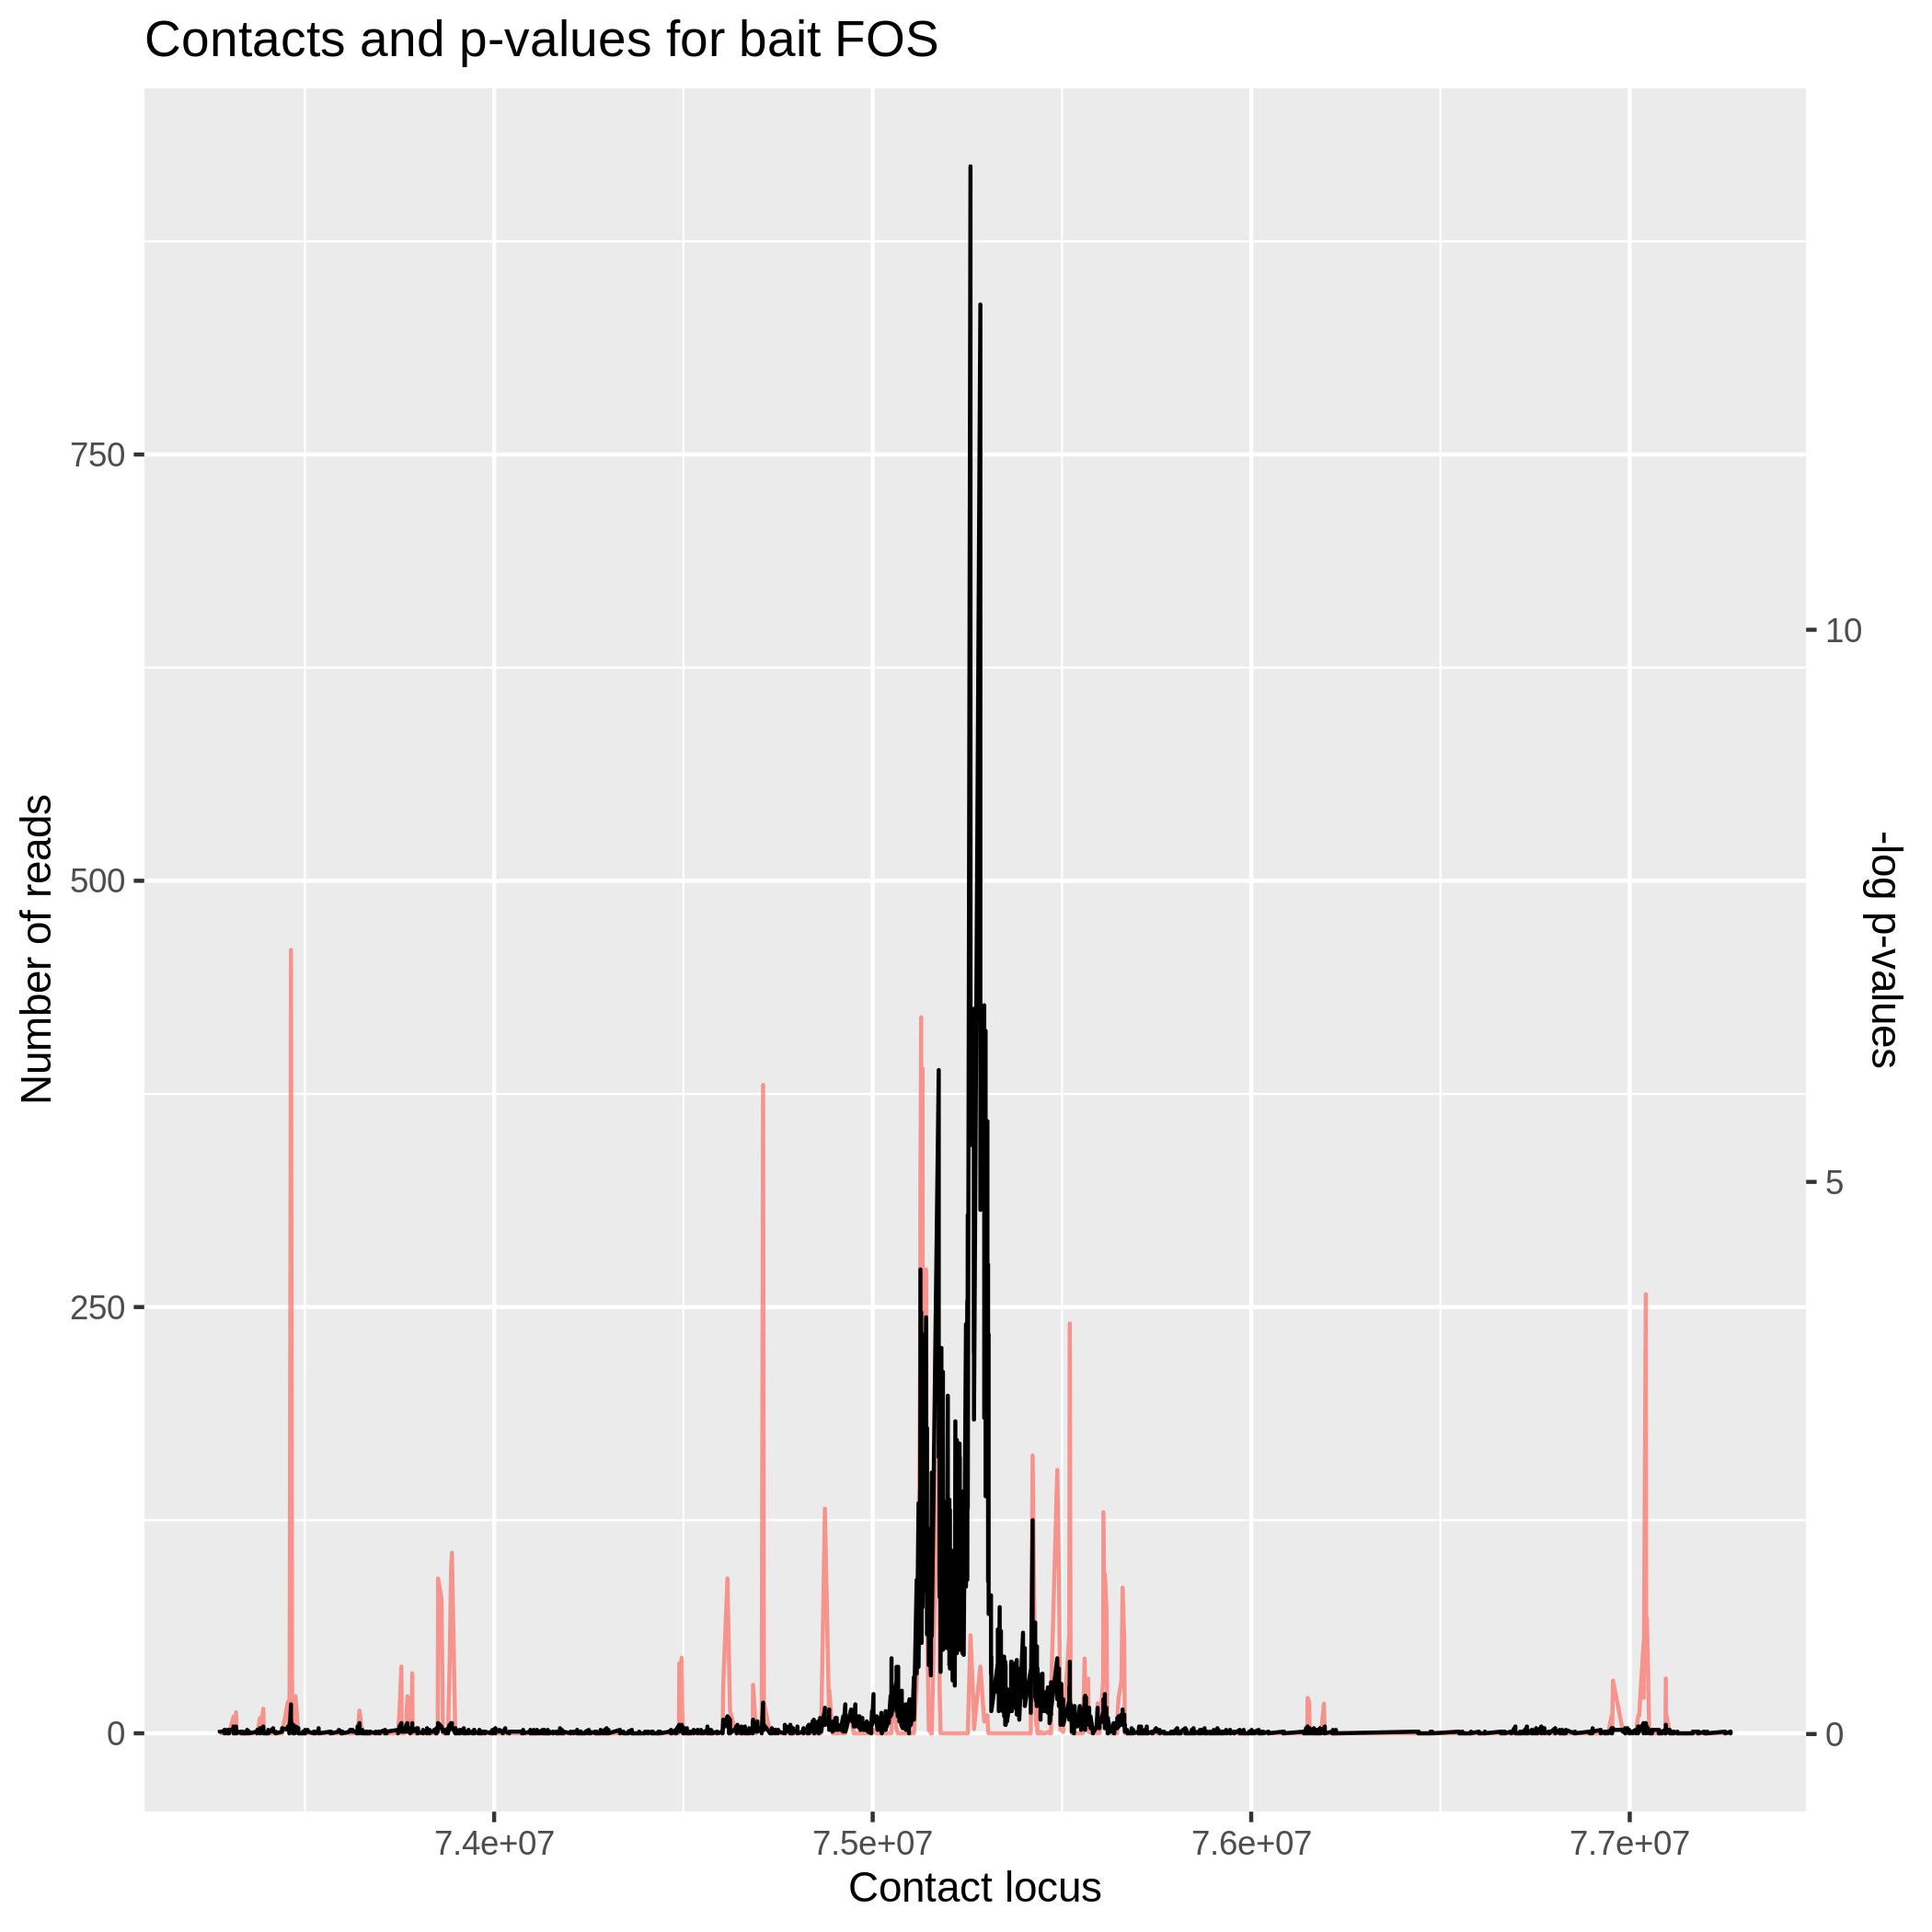 Contacts and p-values for bait FOS
Number of reads
750
500
250
0
10
5
0
-log p-values
7.4e+07
7.5e+07
7.6e+07
7.7e+07
Contact locus